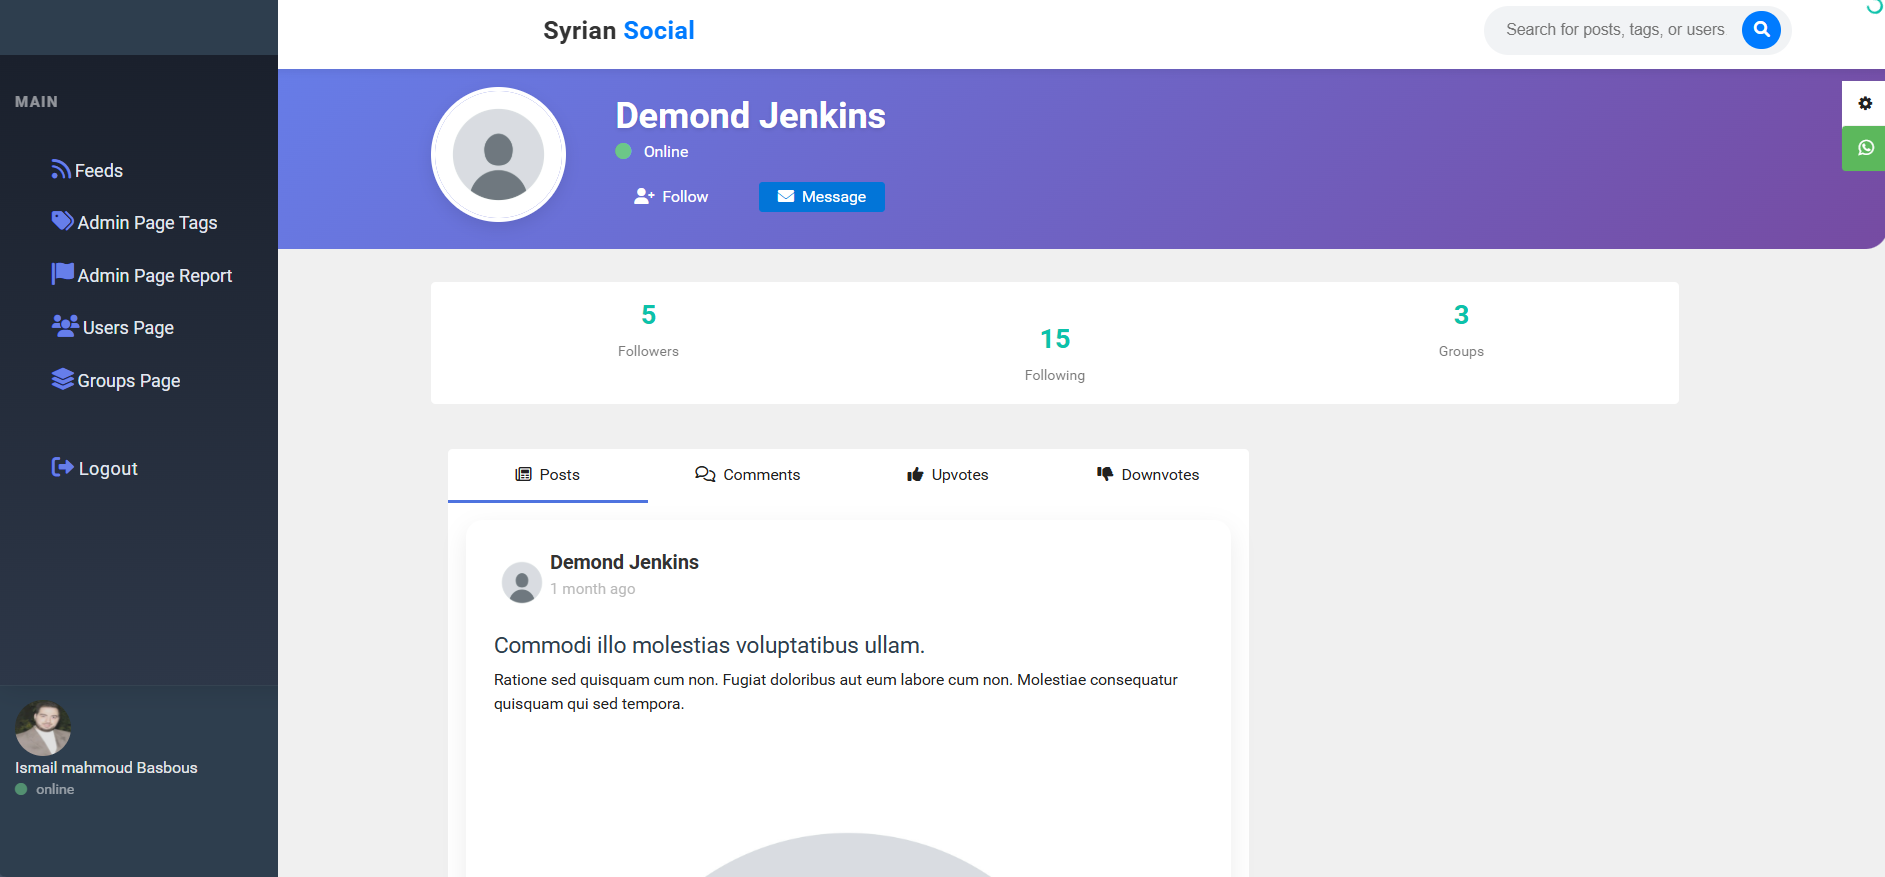 Syrian Social
Search for posts, tags, or users
MAIN
Feeds
Admin Page Tags
Admin Page Report
Users Page
Groups Page
Logout
Ismail mahmoud Basbous
online
Demond Jenkins
Online
Follow
Message
5
Followers
15
Following
3
Groups
Posts
Comments
Upvotes
Downvotes
Demond Jenkins
1 month ago
Commodi illo molestias voluptatibus ullam.
Ratione sed quisquam cum non. Fugiat doloribus aut eum labore cum non. Molestiae consequatur
quisquam qui sed tempora.